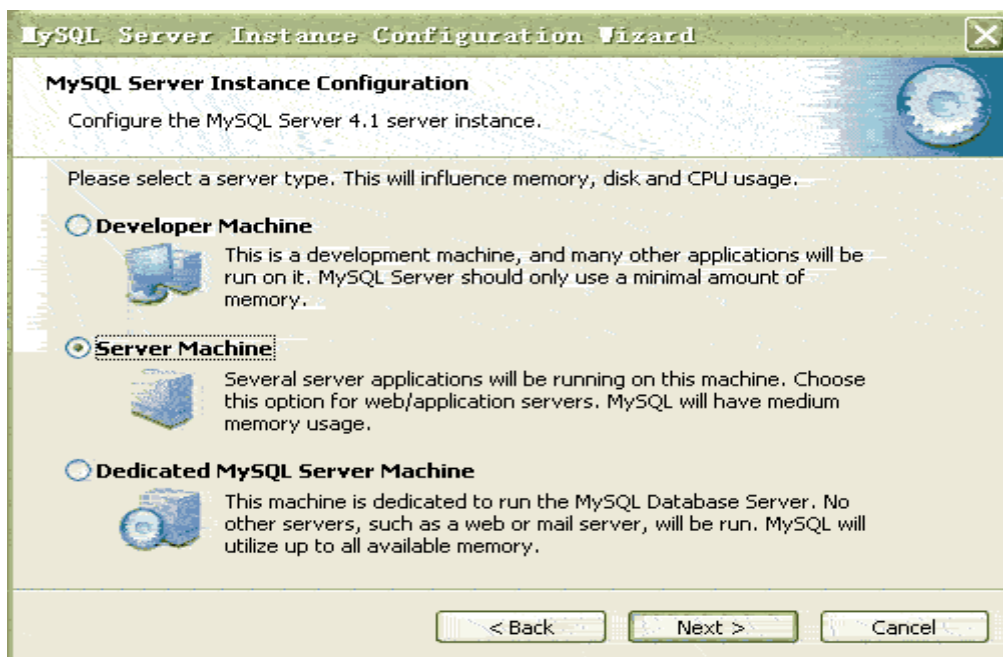 MySQL Server Instance Configuration Wizard
MySQL Server Instance Configuration
Configure the MySQL Server 4.1 server instance.
Please select a server type. This will influence memory, disk and CPU usage.
Developer Machine
This is a development machine, and many other applications will be
run on it. MySQL Server should only use a minimal amount of
memory.
Server Machine
Several server applications will be running on this machine. Choose
this option for web/application servers. MySQL will have medium
memory usage.
Dedicated MySQL Server Machine
This machine is dedicated to run the MySQL Database Server. No
other servers, such as a web or mail server, will be run. MySQL will
utilize up to all available memory.
< Back Next > Cancel